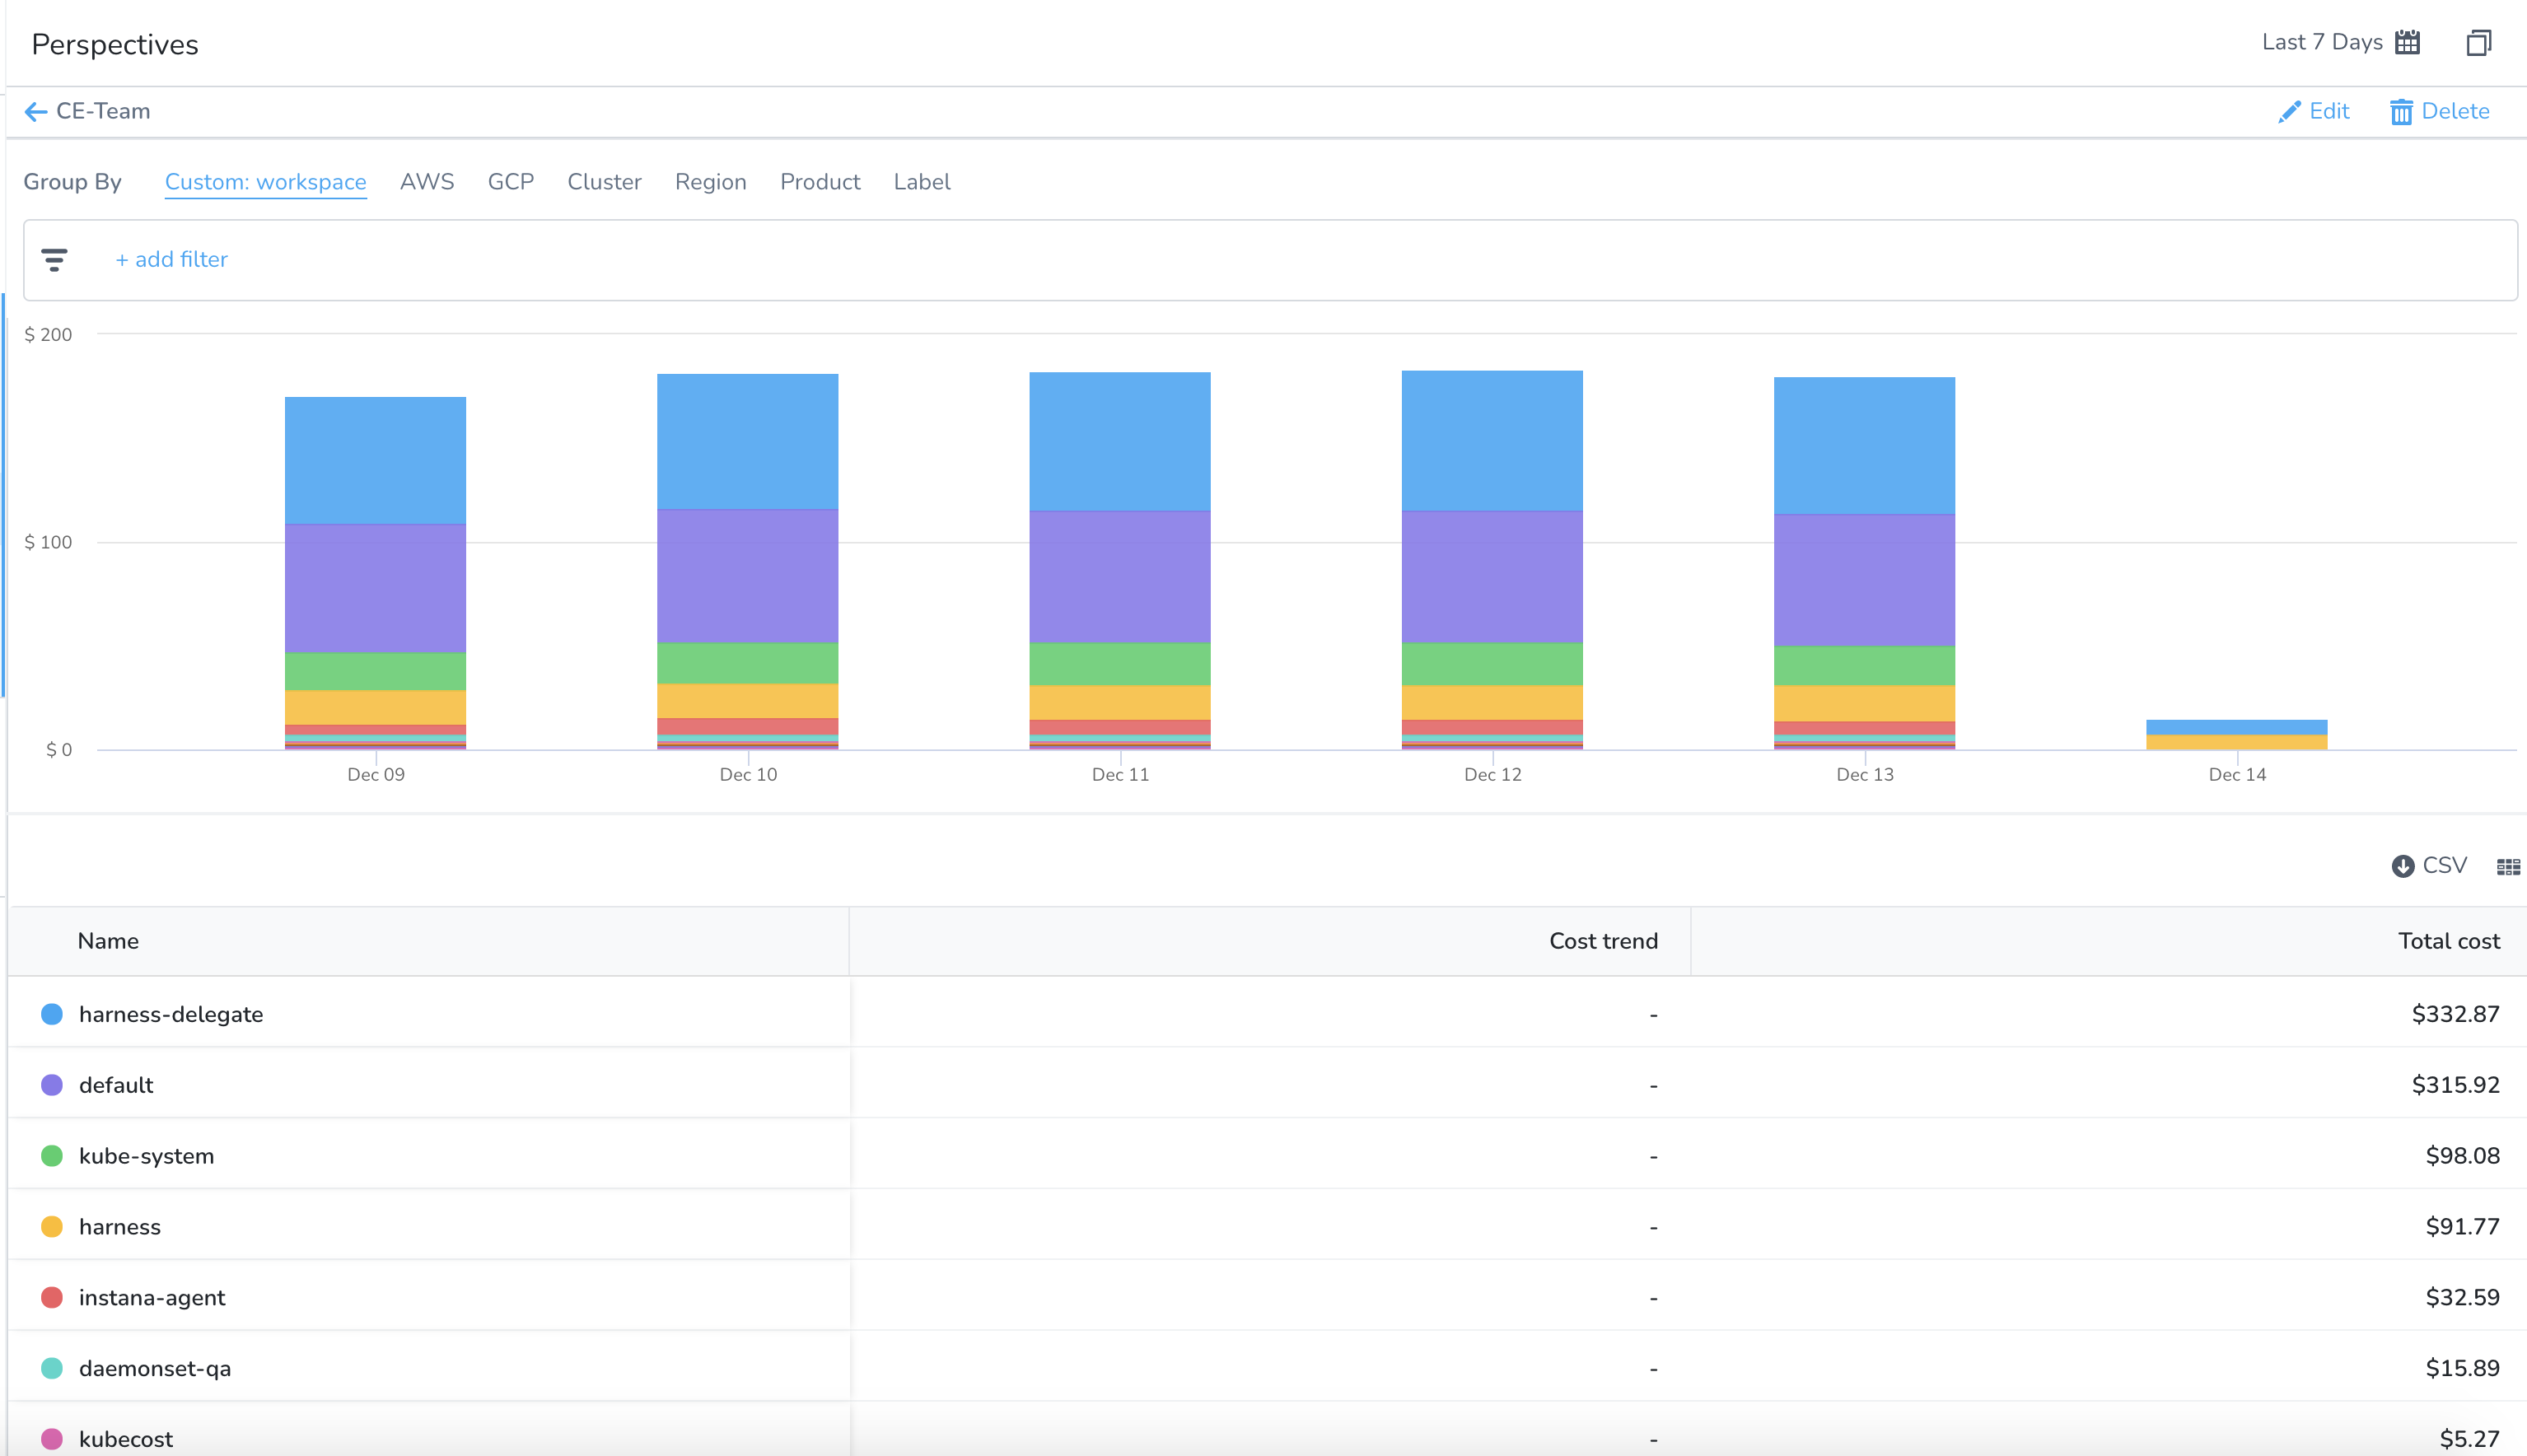 Perspectives
Last 7 Days
CE-Team
Edit Delete
Group By Custom: workspace AWS GCP Cluster Region Product Label
+ add filter
$ 200
$ 100
$ 0
Dec 09 Dec 10 Dec 11 Dec 12 Dec 13 Dec 14
CSV
Name Cost trend Total cost
harness-delegate - $332.87
default - $315.92
kube-system - $98.08
harness - $91.77
instana-agent - $32.59
daemonset-qa - $15.89
kubecost - $5.27